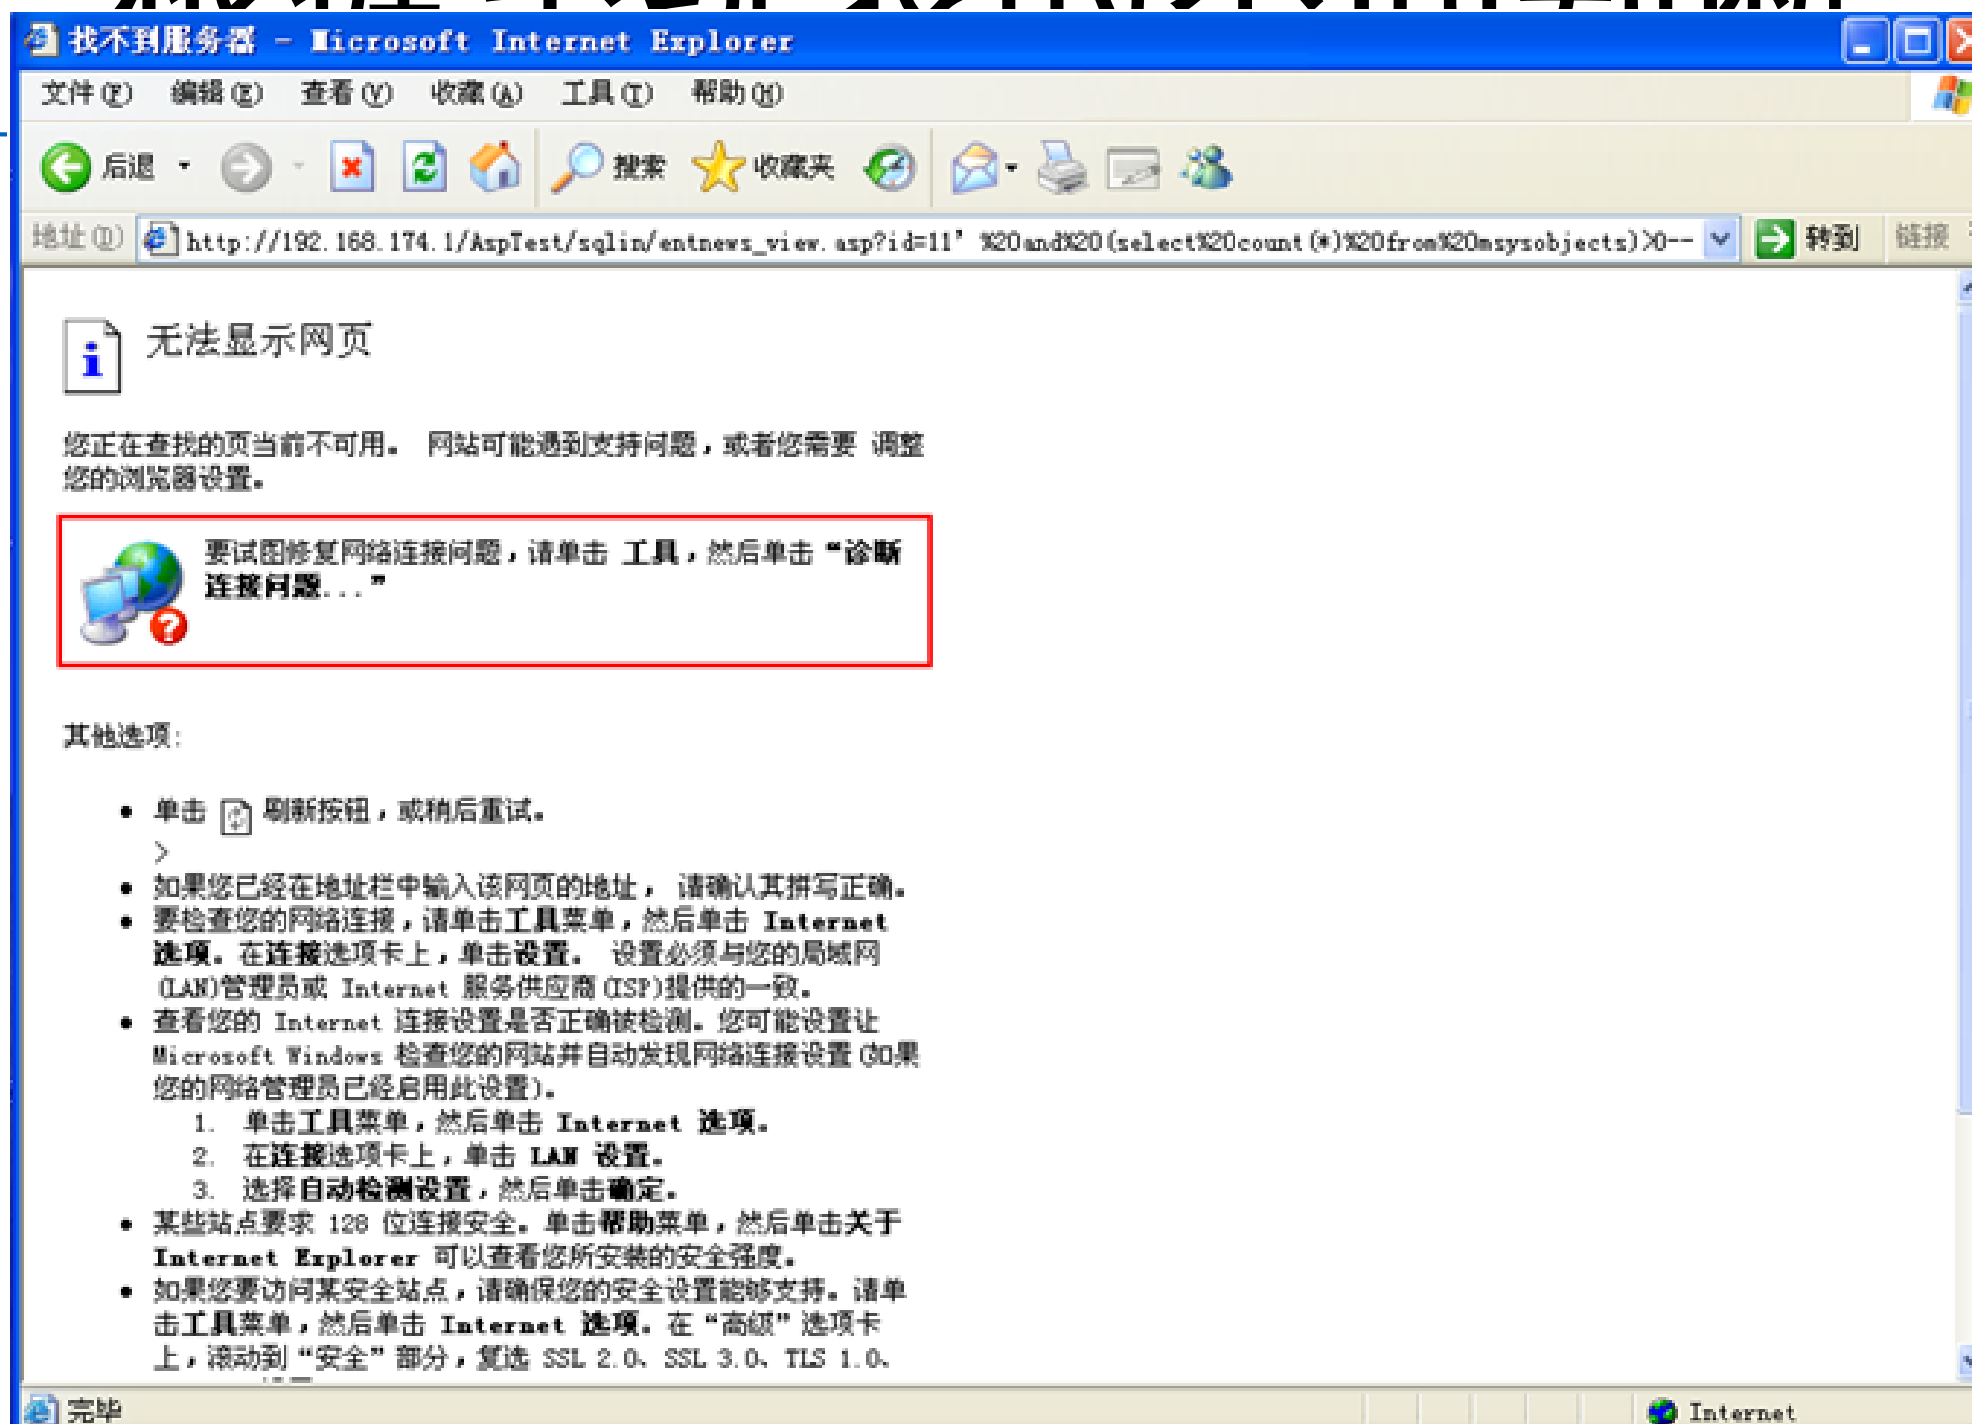 找不到服务器 - Microsoft Internet Explorer
文件(F) 编辑(E) 查看(V) 收藏(A) 工具(T) 帮助(H)
后退 搜索 收藏夹
地址(D) http://192.168.174.1/AspTest/sqlin/entnews_view.asp?id=11' %20and%20(select%20count(*)%20from%20msysobjects)>0-- 转到 链接
无法显示网页
您正在查找的页当前不可用。 网站可能遇到支持问题，或者您需要 调整
您的浏览器设置。
要试图修复网络连接问题，请单击 工具，然后单击 “诊断
连接问题...”
其他选项:
• 单击 刷新按钮，或稍后重试。
>
• 如果您已经在地址栏中输入该网页的地址， 请确认其拼写正确。
• 要检查您的网络连接，请单击工具菜单，然后单击 Internet
选项。在连接选项卡上，单击设置。 设置必须与您的局域网
(LAN)管理员或 Internet 服务供应商(ISP)提供的一致。
• 查看您的 Internet 连接设置是否正确被检测。您可能设置让
Microsoft Windows 检查您的网站并自动发现网络连接设置(如果
您的网络管理员已经启用此设置)。
1. 单击工具菜单，然后单击 Internet 选项。
2. 在连接选项卡上，单击 LAN 设置。
3. 选择自动检测设置，然后单击确定。
• 某些站点要求 128 位连接安全。单击帮助菜单，然后单击关于
Internet Explorer 可以查看您所安装的安全强度。
• 如果您要访问某安全站点，请确保您的安全设置能够支持。请单
击工具菜单，然后单击 Internet 选项。在“高级”选项卡
上，滚动到“安全”部分，复选 SSL 2.0、SSL 3.0、TLS 1.0、
完毕 Internet